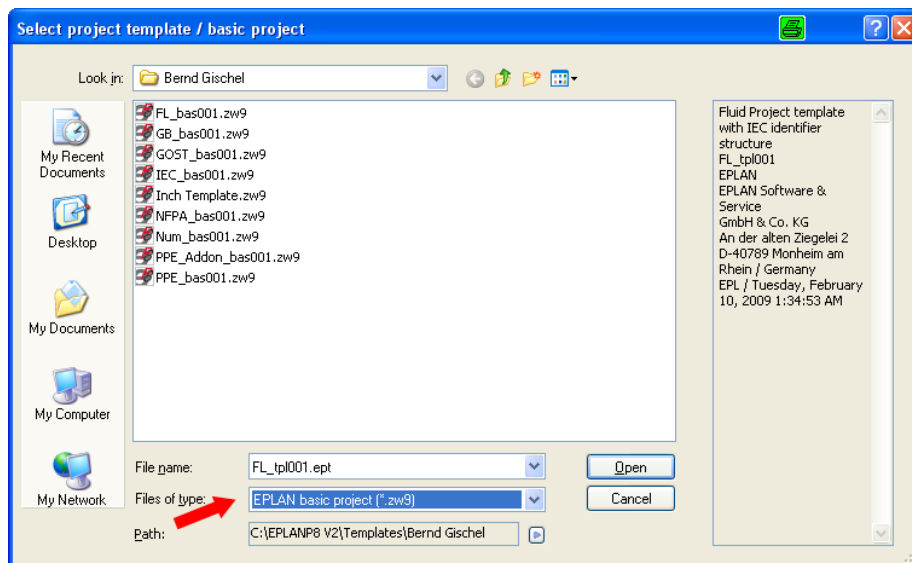 Select project template / basic project
Look in:
Bernd Gischel
My Recent
Documents
Desktop
My Documents
My Computer
My Network
FL_bas001.zw9
GB_bas001.zw9
GOST_bas001.zw9
IEC_bas001.zw9
Inch Template.zw9
NFPA_bas001.zw9
Num_bas001.zw9
PPE_Addon_bas001.zw9
PPE_bas001.zw9
Fluid Project template
with IEC identifier
structure
FL_tpl001
EPLAN
EPLAN Software &
Service
GmbH & Co. KG
An der alten Ziegelei 2
D-40789 Monheim am
Rhein / Germany
EPL / Tuesday, February
10, 2009 1:34:53 AM
File name:
FL_tpl001.ept
Open
Files of type:
EPLAN basic project (*.zw9)
Cancel
Path:
C:\EPLANP8 V2\Templates\Bernd Gischel